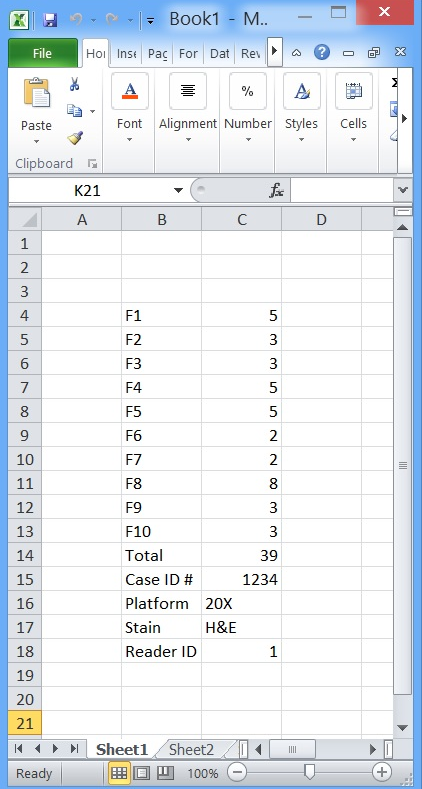 Book1 - M..
File Hor Inse Pag For Dat Rev
Paste Font Alignment Number Styles Cells
%
Clipboard
K21 fx
A B C D
1
2
3
4 F1 5
5 F2 3
6 F3 3
7 F4 5
8 F5 5
9 F6 2
10 F7 2
11 F8 8
12 F9 3
13 F10 3
14 Total 39
15 Case ID # 1234
16 Platform 20X
17 Stain H&E
18 Reader ID 1
19
20
21
Sheet1 Sheet2
Ready 100%